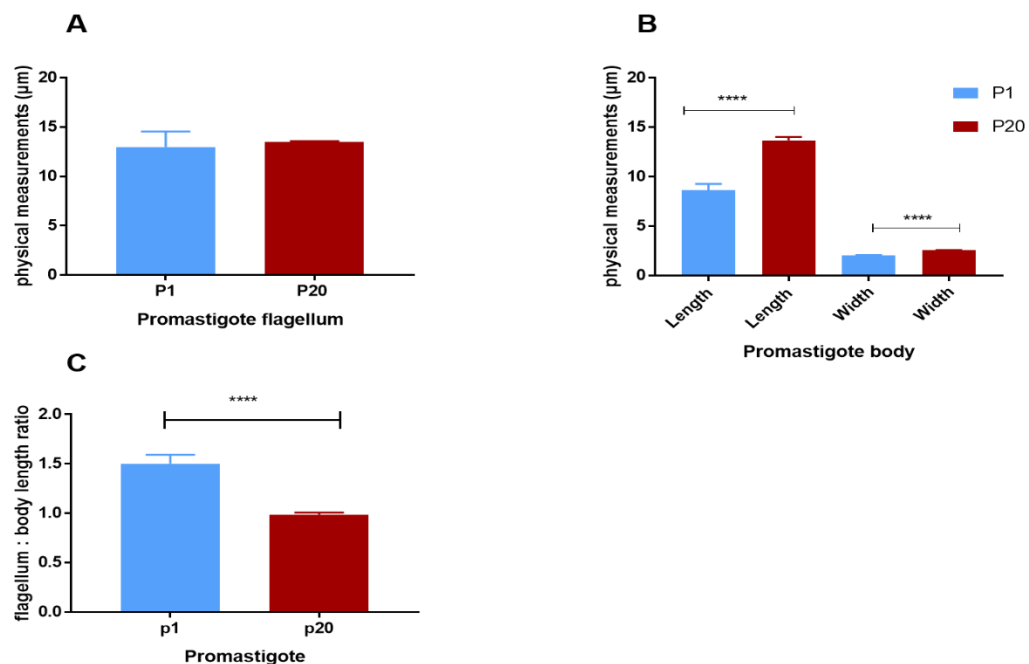 A
physical measurements (µm)
20
15
10
5
0
P1 P20
Promastigote flagellum
B
physical measurements (µm)
20
15
10
5
0
****
****
P1
P20
Length Length Width Width
Promastigote body
C
flagellum : body length ratio
2.0
1.5
1.0
0.5
0.0
****
p1 p20
Promastigote